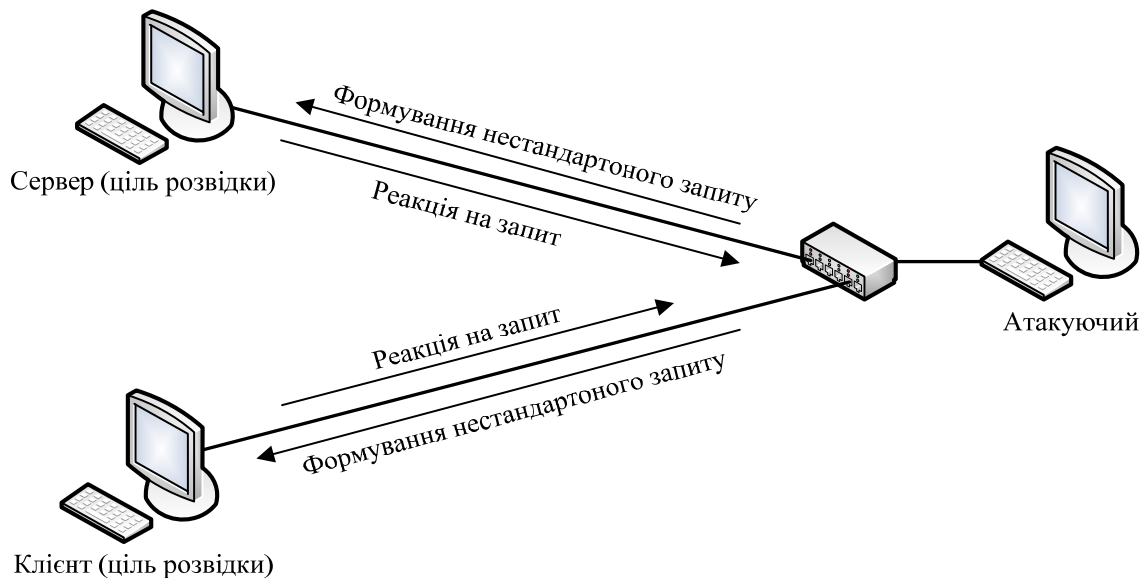 Формування нестандартоного запиту
Сервер (ціль розвідки)
Реакція на запит
Атакуючий
Реакція на запит
Формування нестандартоного запиту
Клієнт (ціль розвідки)